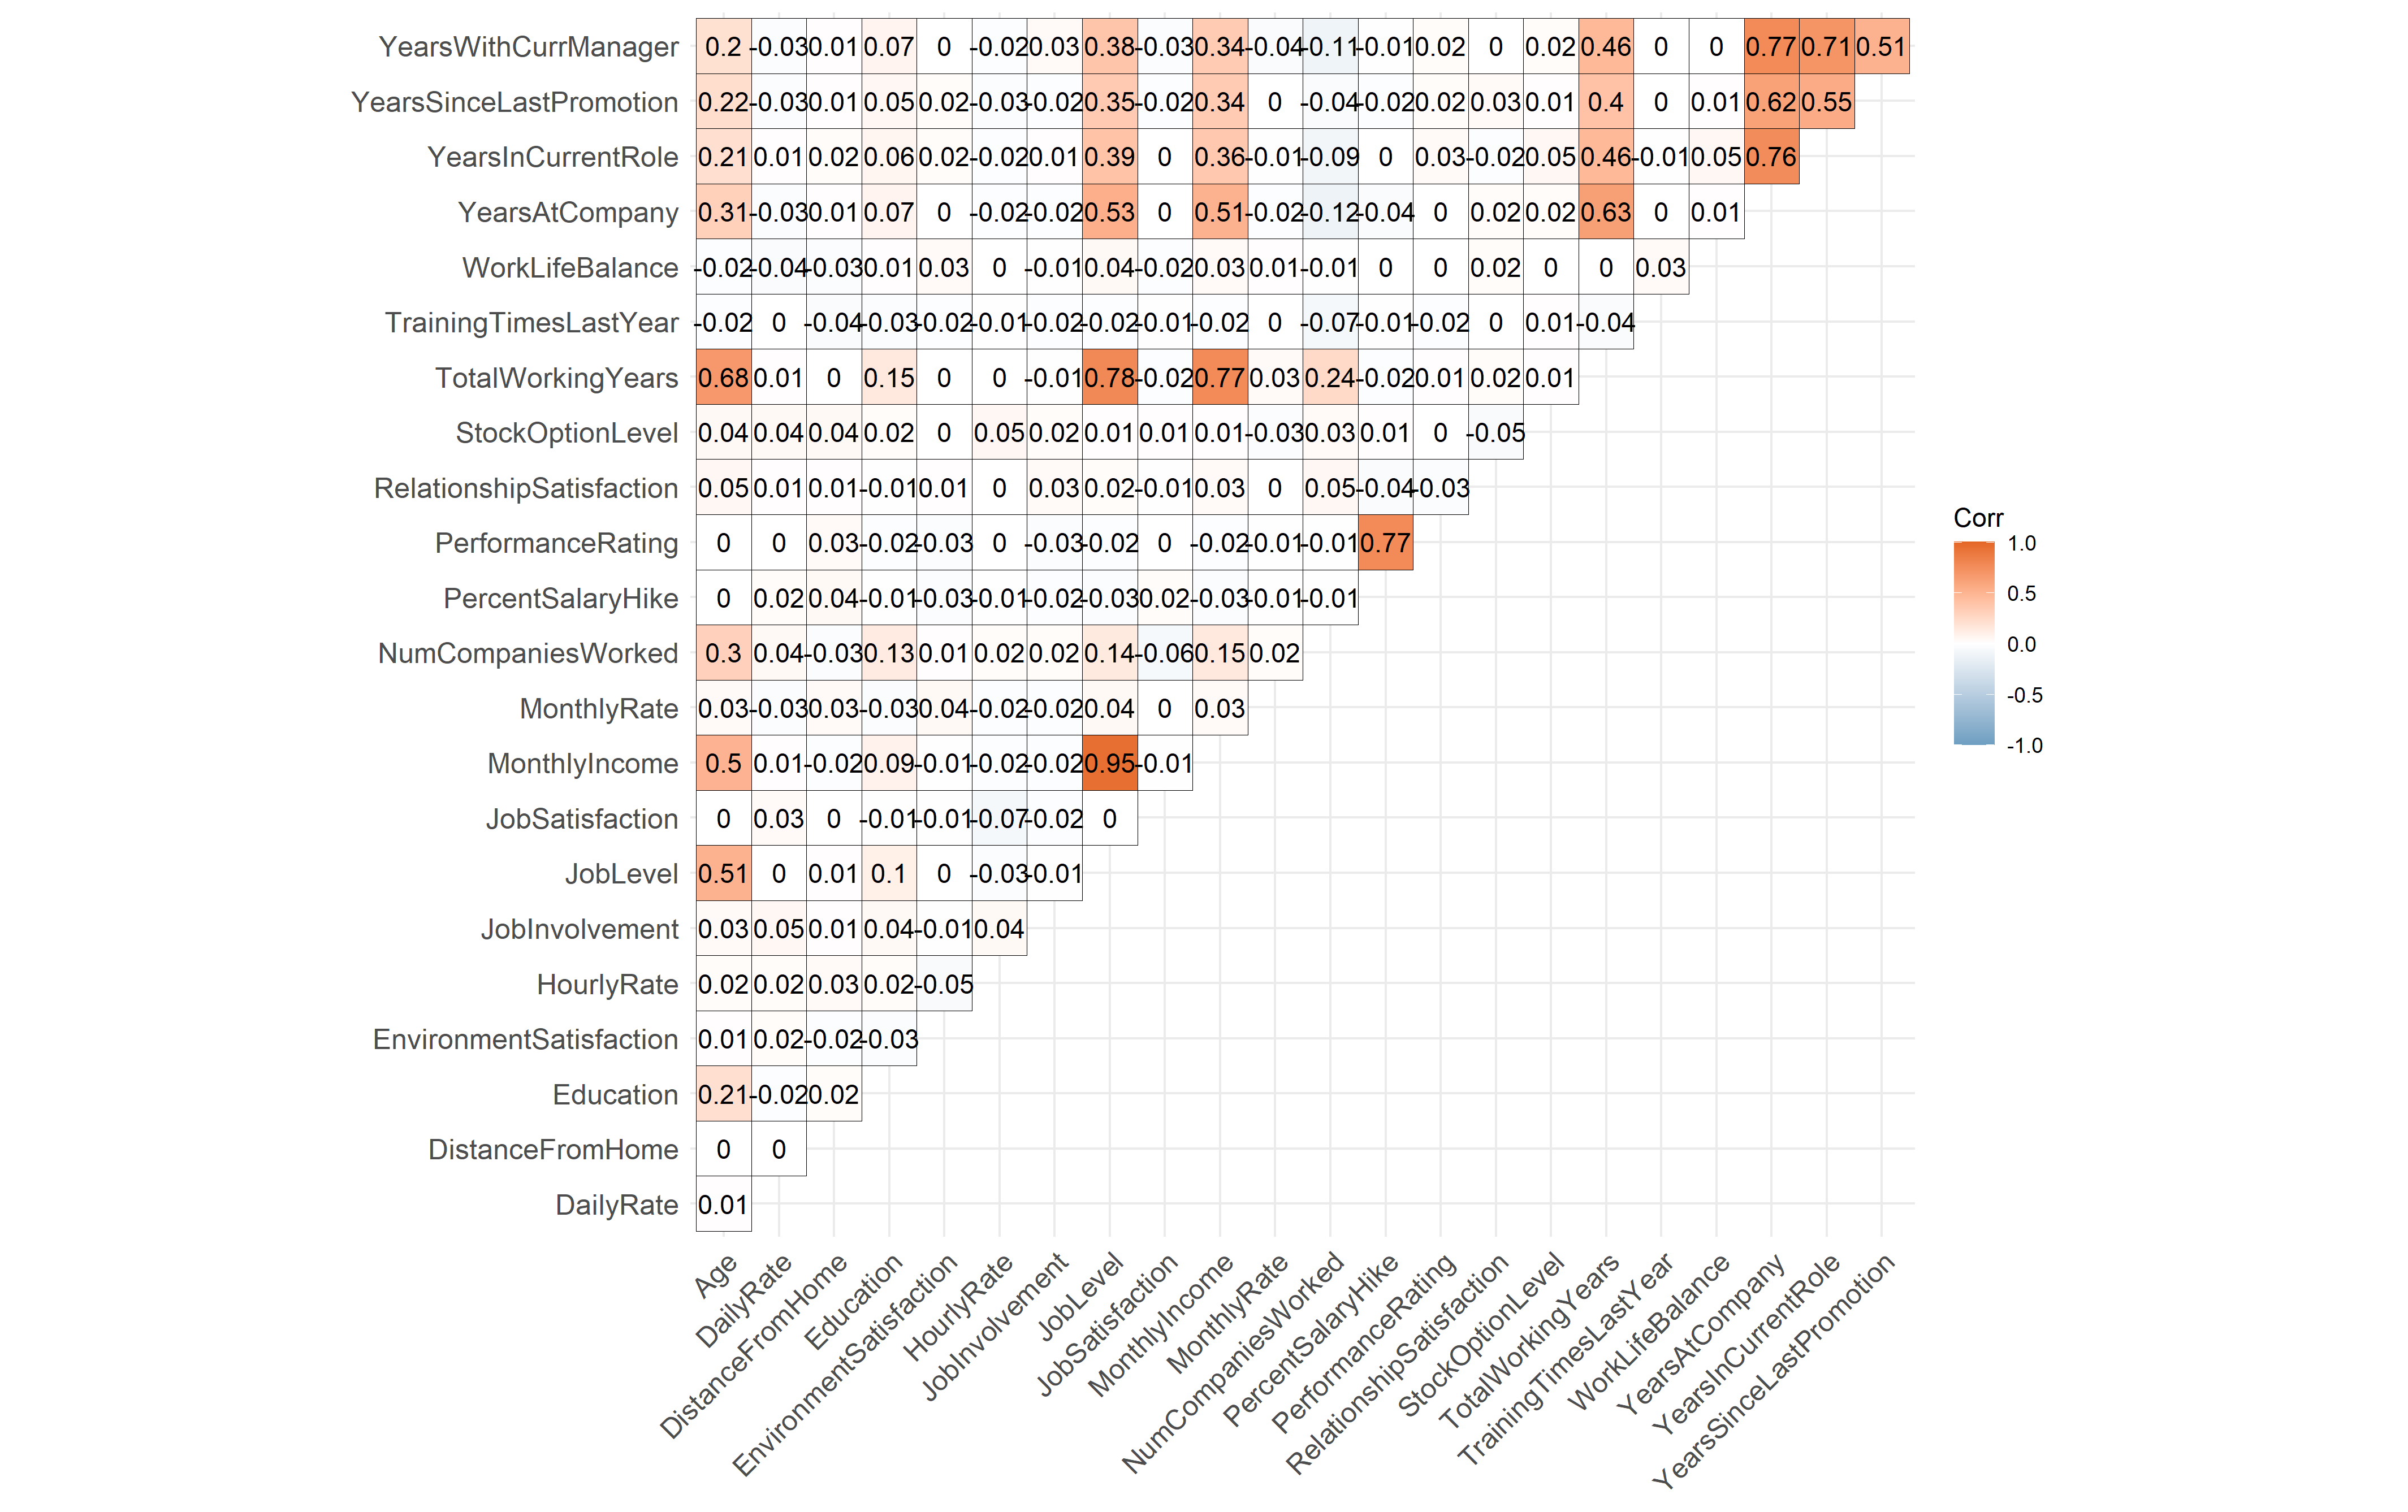 YearsWithCurrManager 0.2 -0.03 0.01 0.07 0 -0.02 0.03 0.38 -0.03 0.34 -0.04 -0.11 -0.01 0.02 0 0.02 0.46 0 0 0.77 0.71 0.51
YearsSinceLastPromotion 0.22 -0.03 0.01 0.05 0.02 -0.03 -0.02 0.35 -0.02 0.34 0 -0.04 -0.02 0.02 0.03 0.01 0.4 0 0.01 0.62 0.55
YearsInCurrentRole 0.21 0.01 0.02 0.06 0.02 -0.02 0.01 0.39 0 0.36 -0.01 -0.09 0 0.03 -0.02 0.05 0.46 -0.01 0.05 0.76
YearsAtCompany 0.31 -0.03 0.01 0.07 0 -0.02 -0.02 0.53 0 0.51 -0.02 -0.12 -0.04 0 0.02 0.02 0.63 0 0.01
WorkLifeBalance -0.02 -0.04 -0.03 0.01 0.03 0 -0.01 0.04 -0.02 0.03 0.01 -0.01 0 0 0.02 0 0 0.03
TrainingTimesLastYear -0.02 0 -0.04 -0.03 -0.02 -0.01 -0.02 -0.02 -0.01 -0.02 0 -0.07 -0.01 -0.02 0 0.01 -0.04
TotalWorkingYears 0.68 0.01 0 0.15 0 0 -0.01 0.78 -0.02 0.77 0.03 0.24 -0.02 0.01 0.02 0.01
StockOptionLevel 0.04 0.04 0.04 0.02 0 0.05 0.02 0.01 0.01 0.01 -0.03 0.03 0.01 0 -0.05
RelationshipSatisfaction 0.05 0.01 0.01 -0.01 0.01 0 0.03 0.02 -0.01 0.03 0 0.05 -0.04 -0.03
PerformanceRating 0 0 0.03 -0.02 -0.03 0 -0.03 -0.02 0 -0.02 -0.01 -0.01 0.77
PercentSalaryHike 0 0.02 0.04 -0.01 -0.03 -0.01 -0.02 -0.03 0.02 -0.03 -0.01 -0.01
NumCompaniesWorked 0.3 0.04 -0.03 0.13 0.01 0.02 0.02 0.14 -0.06 0.15 0.02
MonthlyRate 0.03 -0.03 0.03 -0.03 0.04 -0.02 -0.02 0.04 0 0.03
MonthlyIncome 0.5 0.01 -0.02 0.09 -0.01 -0.02 -0.02 0.95 -0.01
JobSatisfaction 0 0.03 0 -0.01 -0.01 -0.07 -0.02 0
JobLevel 0.51 0 0.01 0.1 0 -0.03 -0.01
JobInvolvement 0.03 0.05 0.01 0.04 -0.01 0.04
HourlyRate 0.02 0.02 0.03 0.02 -0.05
EnvironmentSatisfaction 0.01 0.02 -0.02 -0.03
Education 0.21 -0.02 0.02
DistanceFromHome 0 0
DailyRate 0.01
Age
DailyRate
DistanceFromHome
Education
EnvironmentSatisfaction
HourlyRate
JobInvolvement
JobLevel
JobSatisfaction
MonthlyIncome
MonthlyRate
NumCompaniesWorked
PercentSalaryHike
PerformanceRating
RelationshipSatisfaction
StockOptionLevel
TotalWorkingYears
TrainingTimesLastYear
WorkLifeBalance
YearsAtCompany
YearsInCurrentRole
YearsSinceLastPromotion
Corr
1.0
0.5
0.0
-0.5
-1.0